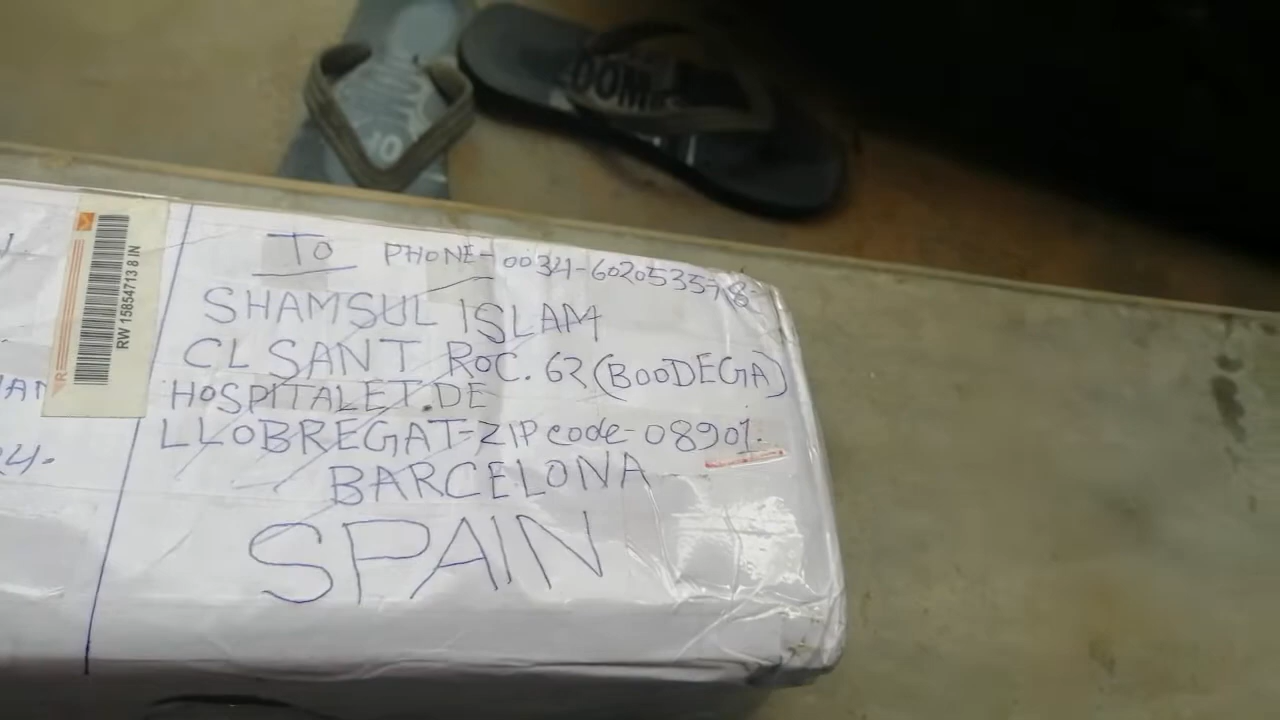 TO PHONE-0034-602053578
SHAMSUL ISLAM
CL SANT ROC. 62 (BOODEGA)
HOSPITALET. DE
LLOBREGAT-ZIP code-08901.
BARCELONA
SPAIN
RW 15854713 8 IN
R